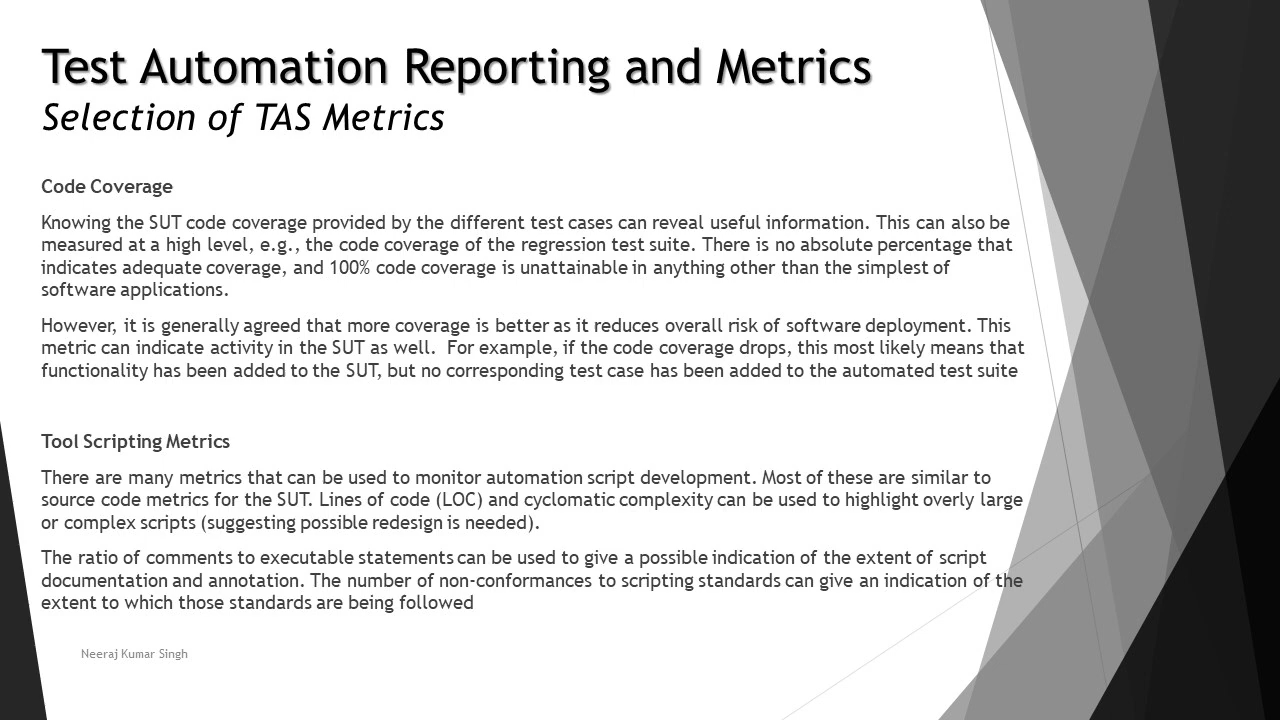 Test Automation Reporting and Metrics
Selection of TAS Metrics
Code Coverage
Knowing the SUT code coverage provided by the different test cases can reveal useful information. This can also be
measured at a high level, e.g., the code coverage of the regression test suite. There is no absolute percentage that
indicates adequate coverage, and 100% code coverage is unattainable in anything other than the simplest of
software applications.
However, it is generally agreed that more coverage is better as it reduces overall risk of software deployment. This
metric can indicate activity in the SUT as well.  For example, if the code coverage drops, this most likely means that
functionality has been added to the SUT, but no corresponding test case has been added to the automated test suite
Tool Scripting Metrics
There are many metrics that can be used to monitor automation script development. Most of these are similar to
source code metrics for the SUT. Lines of code (LOC) and cyclomatic complexity can be used to highlight overly large
or complex scripts (suggesting possible redesign is needed).
The ratio of comments to executable statements can be used to give a possible indication of the extent of script
documentation and annotation. The number of non-conformances to scripting standards can give an indication of the
extent to which those standards are being followed
Neeraj Kumar Singh